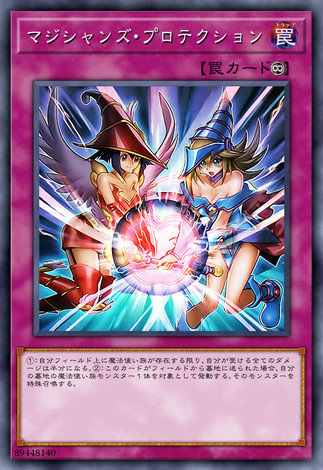 マジシャンズ・プロテクション
トラップ
罠
【罠カード】
①：自分フィールド上に魔法使い族が存在する限り、自分が受ける全てのダメ
ージは半分になる。②：このカードがフィールドから墓地に送られた場合、自分
の墓地の魔法使い族モンスター１体を対象として発動する。そのモンスターを
特殊召喚する。
89448140